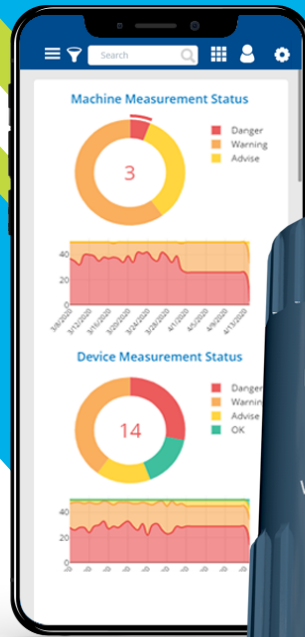 Search
Machine Measurement Status
Danger
Warning
Advise
3
40
20
0
3/8/2020
3/12/2020
3/16/2020
3/20/2020
3/24/2020
3/28/2020
4/1/2020
4/5/2020
4/9/2020
4/13/2020
Device Measurement Status
Danger
Warnin
Advise
OK
14
40
20
0